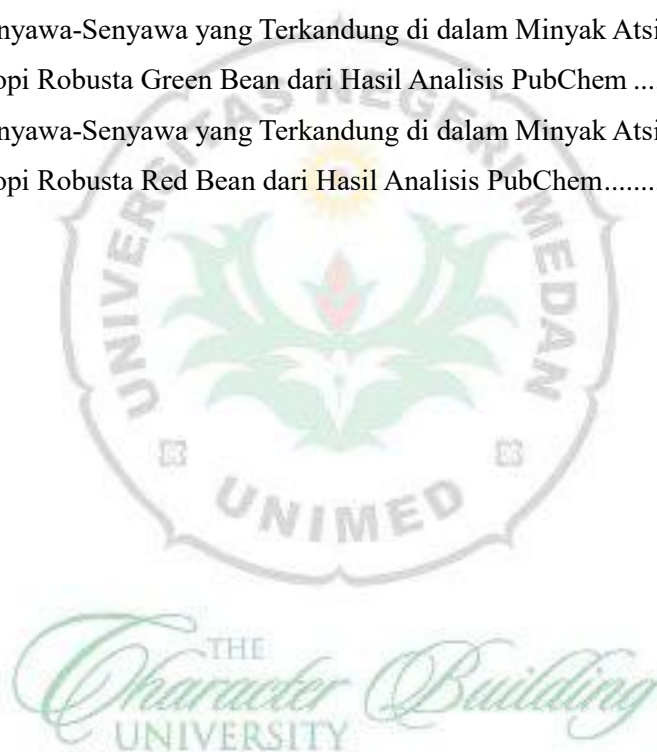 nyawa-Senyawa yang Terkandung di dalam Minyak Atsi
opi Robusta Green Bean dari Hasil Analisis PubChem ...
nyawa-Senyawa yang Terkandung di dalam Minyak Atsi
opi Robusta Red Bean dari Hasil Analisis PubChem.......
UNIVERSITAS NEGERI MEDAN
UNIMED
THE
Character Building
UNIVERSITY